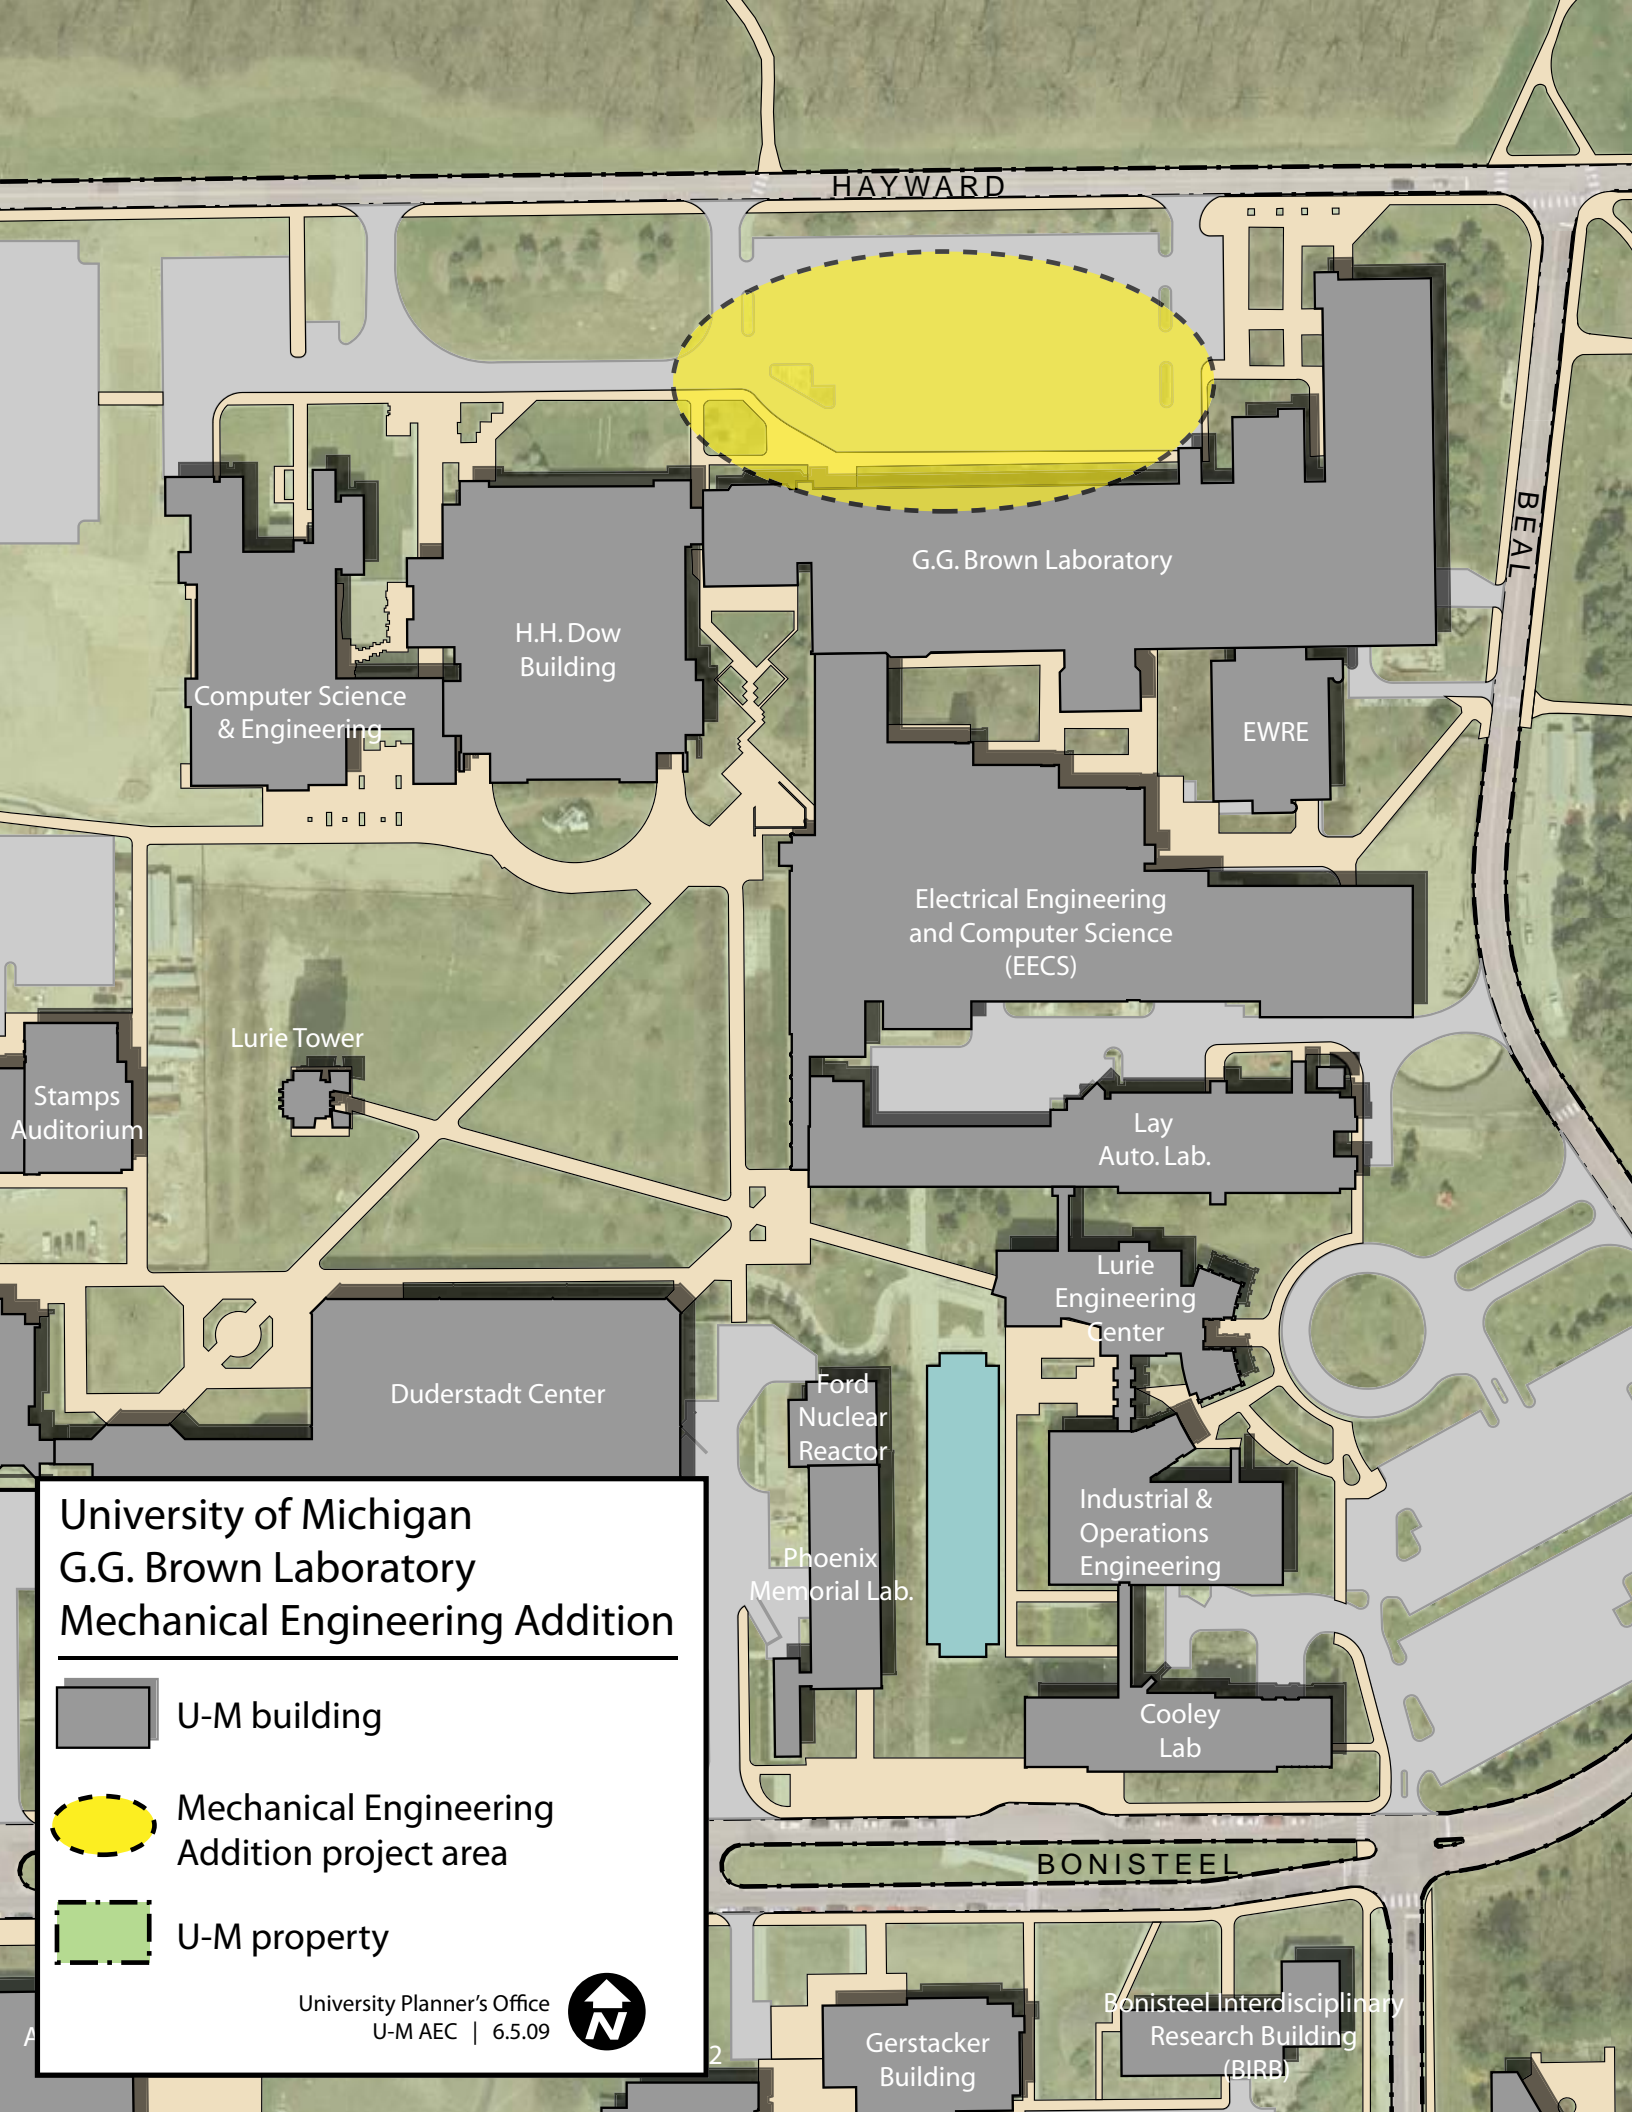 HAYWARD
BEAL
G.G. Brown Laboratory
H.H. Dow
Building
Computer Science
& Engineering
EWRE
Electrical Engineering
and Computer Science
(EECS)
Lurie Tower
Stamps
Auditorium
Lay
Auto. Lab.
Lurie
Engineering
Center
Duderstadt Center
Ford
Nuclear
Reactor
Industrial &
Operations
Engineering
Phoenix
Memorial Lab.
Cooley
Lab
BONISTEEL
Gerstacker
Building
Bonisteel Interdisciplinary
Research Building
(BIRB)
A
2
University of Michigan
G.G. Brown Laboratory
Mechanical Engineering Addition
U-M building
Mechanical Engineering
Addition project area
U-M property
University Planner's Office
U-M AEC | 6.5.09
N